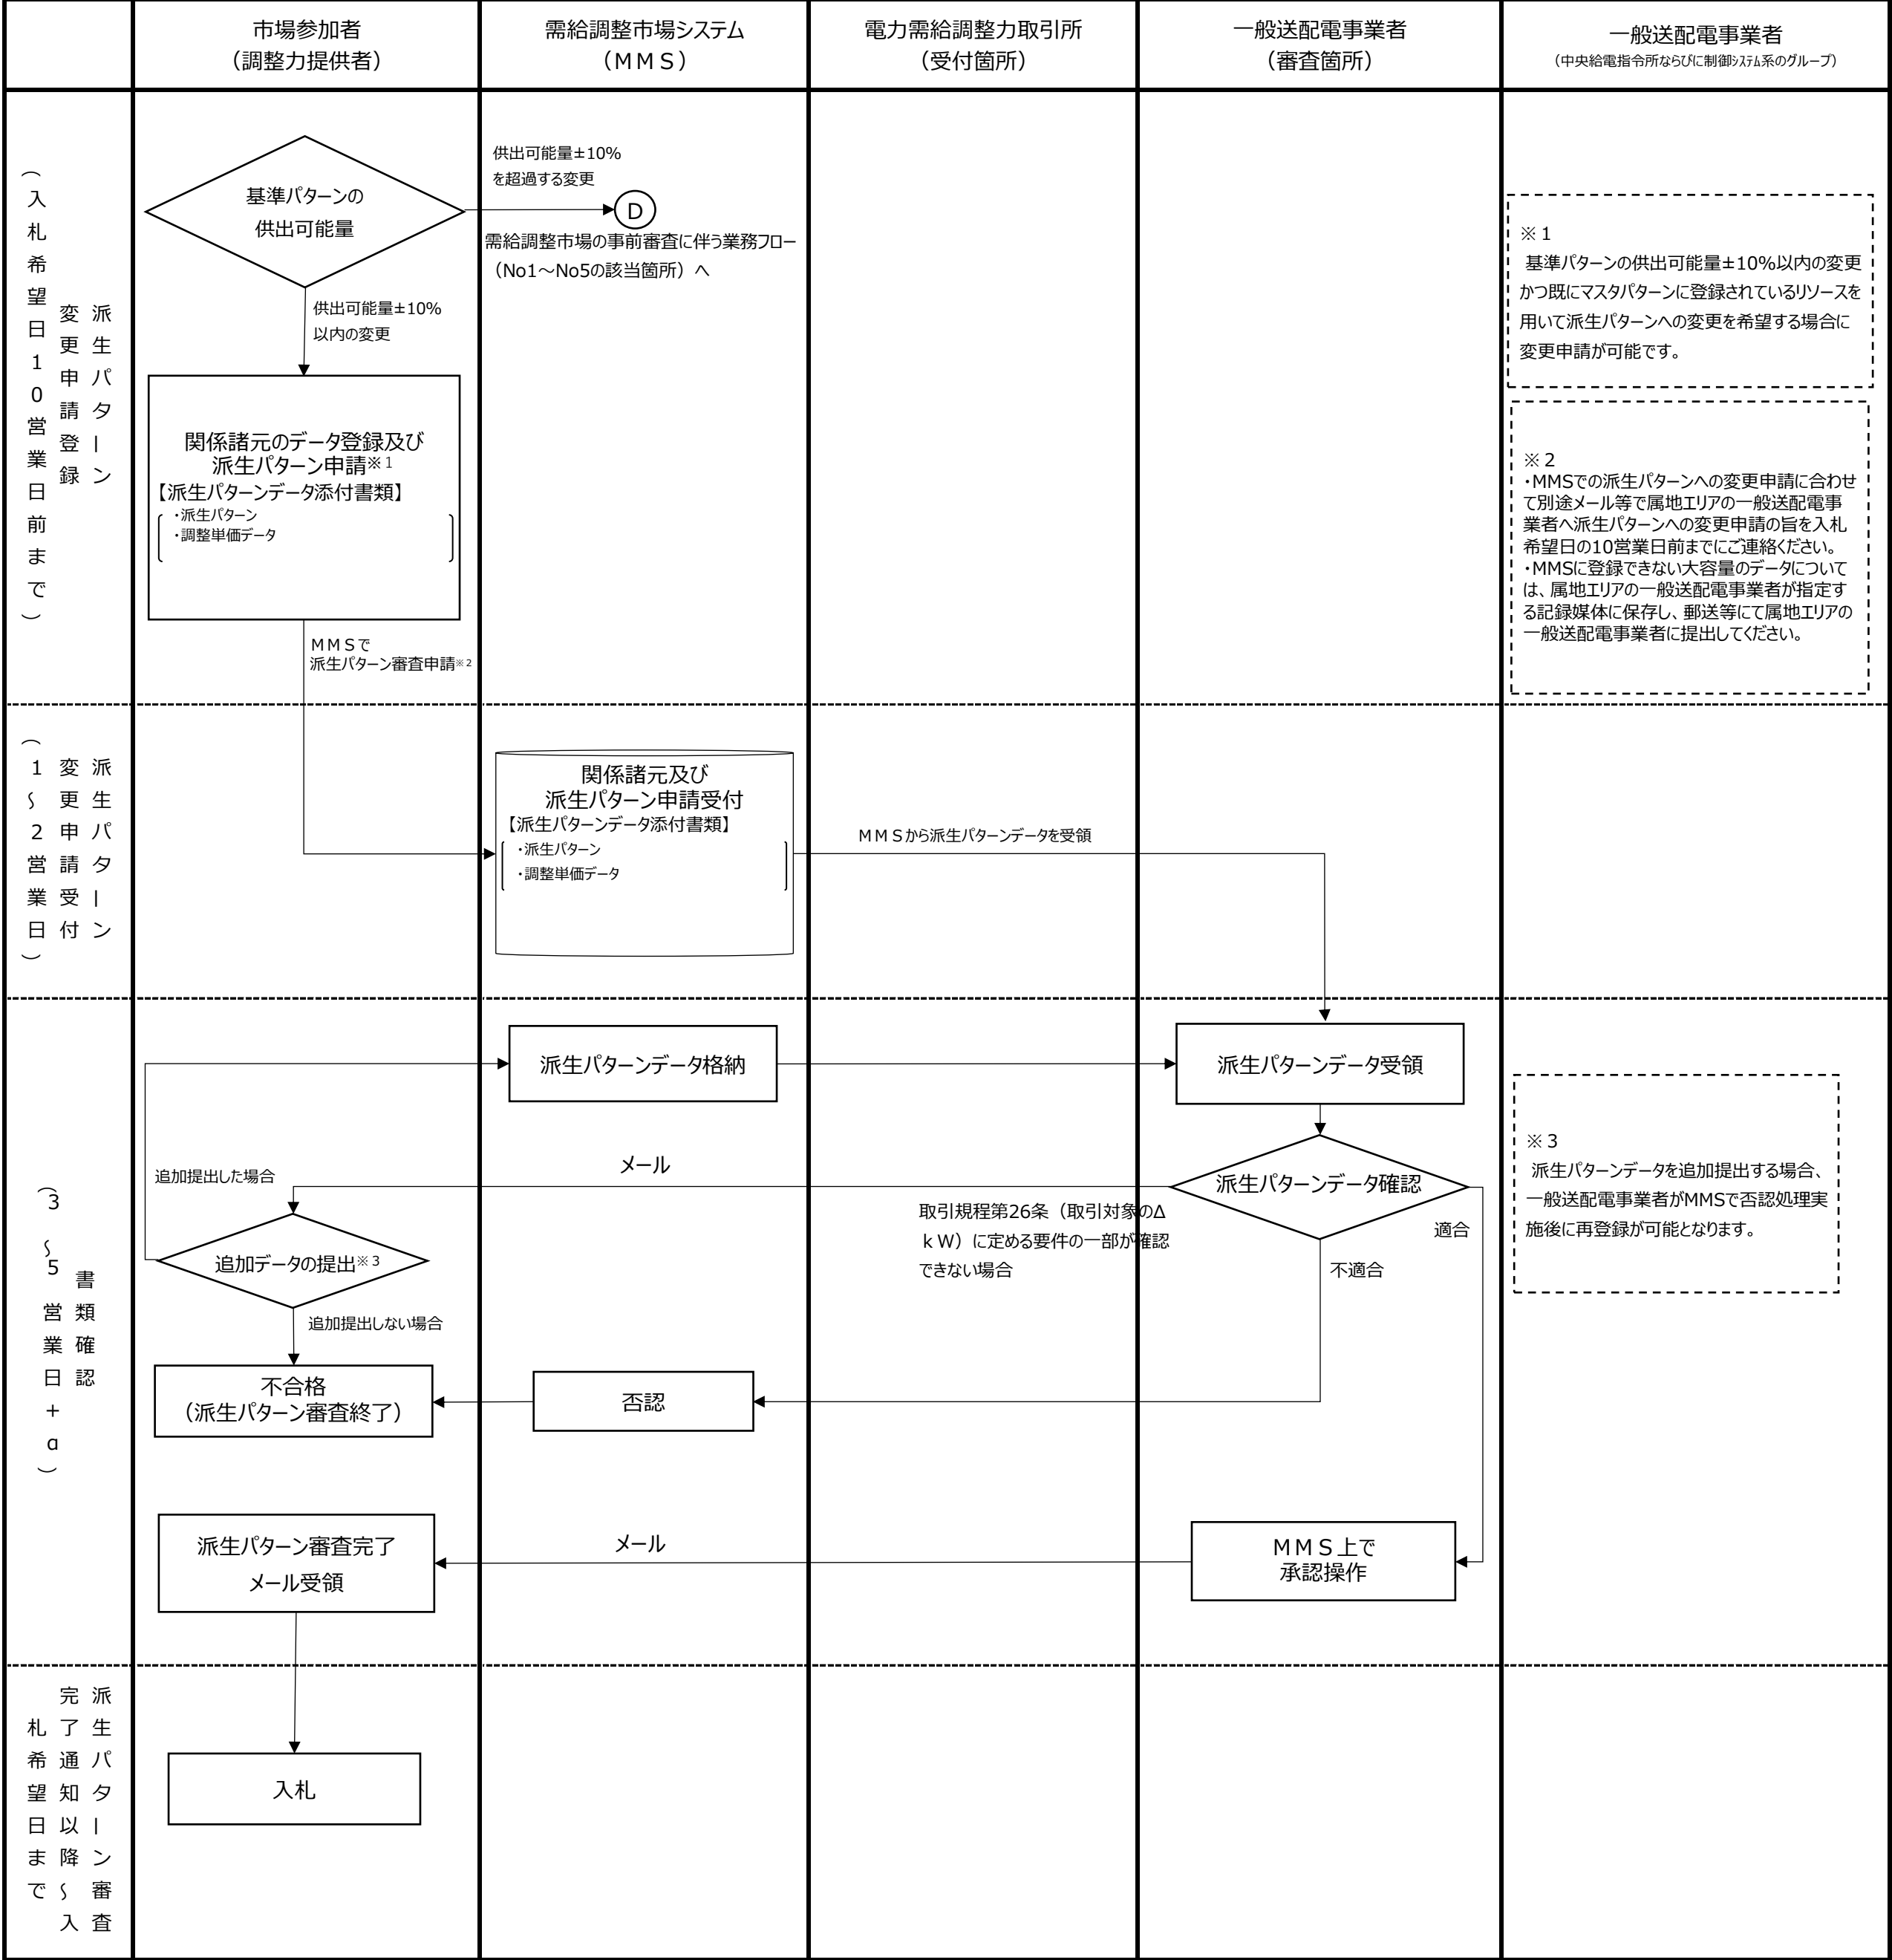 市場参加者
（調整力提供者）
需給調整市場システム
（ＭＭＳ）
電力需給調整力取引所
（受付箇所）
一般送配電事業者
（審査箇所）
一般送配電事業者
（中央給電指令所ならびに制御システム系のグループ）
派生パターン
変更申請登録
（入札希望日１０営業日前まで）
基準パターンの
供出可能量
供出可能量±10%
を超過する変更
D
需給調整市場の事前審査に伴う業務フロー
（No1～No5の該当箇所）へ
供出可能量±10%
以内の変更
関係諸元のデータ登録及び
派生パターン申請※１
【派生パターンデータ添付書類】
・派生パターン
・調整単価データ
ＭＭＳで
派生パターン審査申請※２
※１
基準パターンの供出可能量±10%以内の変更
かつ既にマスタパターンに登録されているリソースを
用いて派生パターンへの変更を希望する場合に
変更申請が可能です。
※２
・MMSでの派生パターンへの変更申請に合わせ
て別途メール等で属地エリアの一般送配電事
業者へ派生パターンへの変更申請の旨を入札
希望日の10営業日前までにご連絡ください。
・MMSに登録できない大容量のデータについて
は、属地エリアの一般送配電事業者が指定す
る記録媒体に保存し、郵送等にて属地エリアの
一般送配電事業者に提出してください。
派生パターン
変更申請受付
（１～２営業日）
関係諸元及び
派生パターン申請受付
【派生パターンデータ添付書類】
・派生パターン
・調整単価データ
ＭＭＳから派生パターンデータを受領
書類確認
（３～５営業日＋α）
派生パターンデータ格納
派生パターンデータ受領
追加提出した場合
メール
派生パターンデータ確認
取引規程第26条（取引対象のΔ
ｋＷ）に定める要件の一部が確認
できない場合
適合
不適合
追加データの提出※３
追加提出しない場合
※３
派生パターンデータを追加提出する場合、
一般送配電事業者がMMSで否認処理実
施後に再登録が可能となります。
不合格
（派生パターン審査終了）
否認
派生パターン審査完了
メール受領
メール
ＭＭＳ上で
承認操作
派生パターン審査
完了通知以降～入
札希望日まで
入札